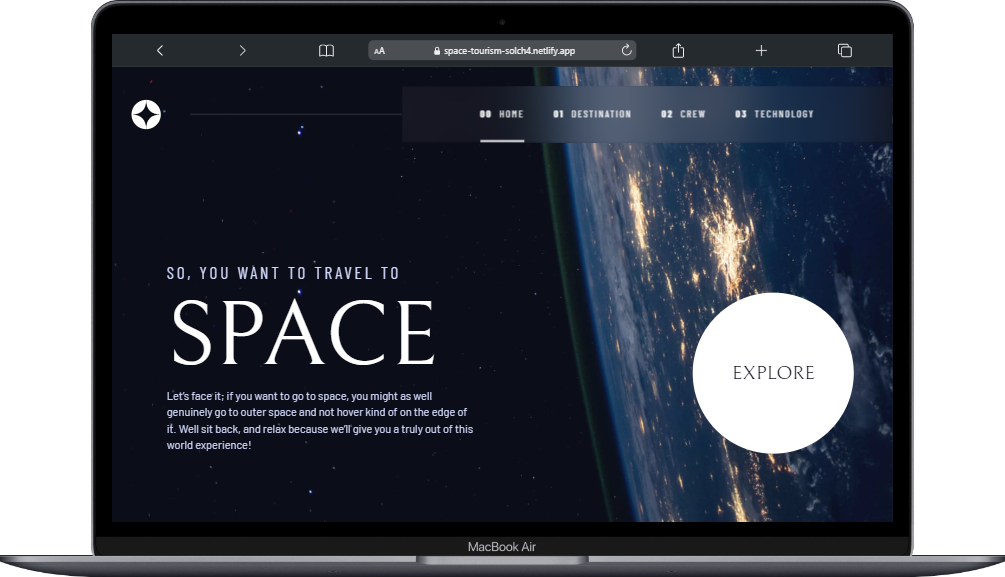 AA space-tourism-solch4.netlify.app
00 HOME 01 DESTINATION 02 CREW 03 TECHNOLOGY
SO, YOU WANT TO TRAVEL TO
SPACE
Let's face it; if you want to go to space, you might as well
genuinely go to outer space and not hover kind of on the edge of
it. Well sit back, and relax because we'll give you a truly out of this
world experience!
EXPLORE
MacBook Air